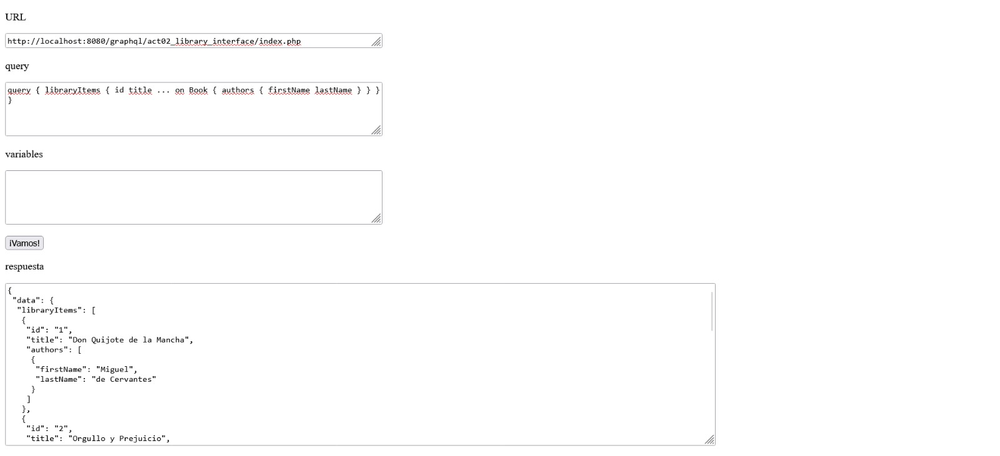 URL
http://localhost:8080/graphql/act02_library_interface/index.php
query
query { libraryItems { id title ... on Book { authors { firstName lastName } } }
}
variables
¡Vamos!
respuesta
{
"data": {
"libraryItems": [
{
"id": "1",
"title": "Don Quijote de la Mancha",
"authors": [
{
"firstName": "Miguel",
"lastName": "de Cervantes"
}
]
},
{
"id": "2",
"title": "Orgullo y Prejuicio",